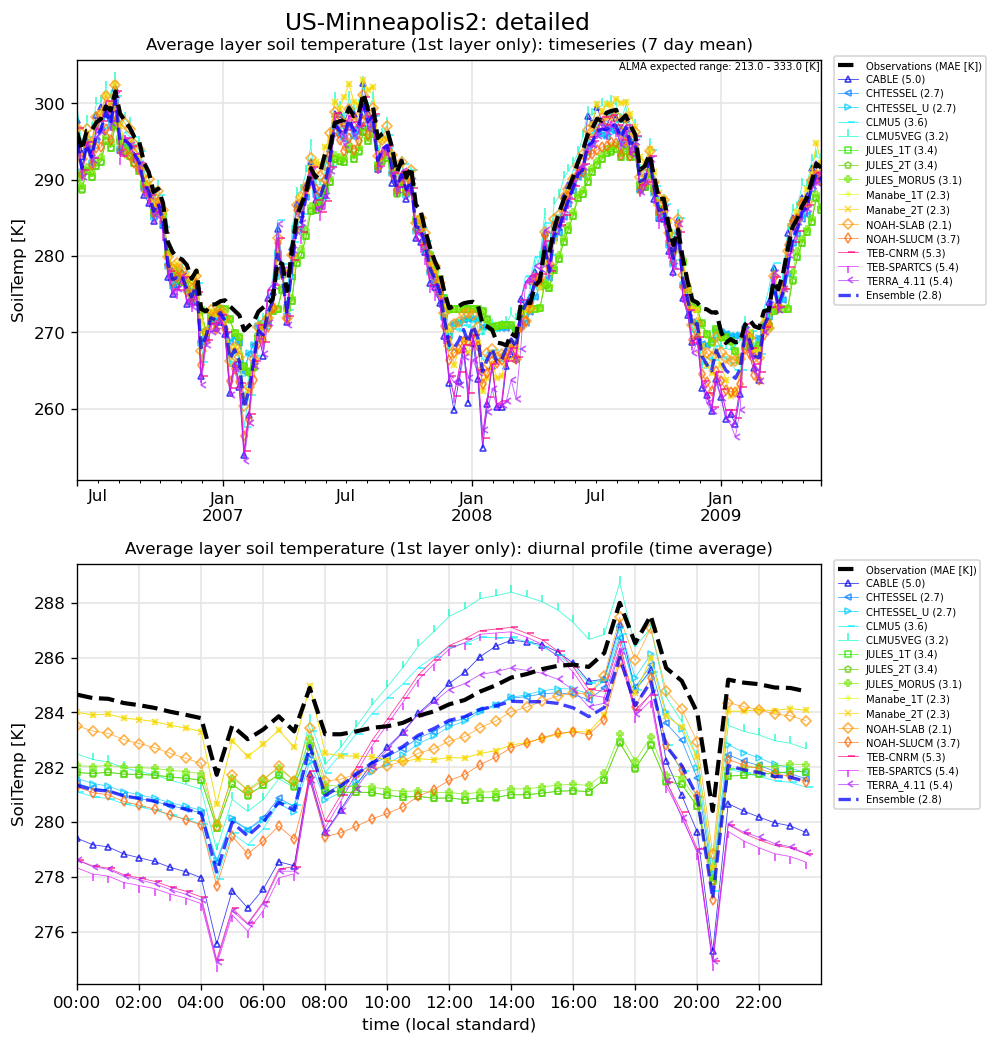 US-Minneapolis2: detailed
Average layer soil temperature (1st layer only): timeseries (7 day mean)
ALMA expected range: 213.0 - 333.0 [K]
SoilTemp [K]
300
290
280
270
260
Jul
Jan
2007
Jul
Jan
2008
Jul
Jan
2009
Observations (MAE [K])
CABLE (5.0)
CHTESSEL (2.7)
CHTESSEL_U (2.7)
CLMU5 (3.6)
CLMU5VEG (3.2)
JULES_1T (3.4)
JULES_2T (3.4)
JULES_MORUS (3.1)
Manabe_1T (2.3)
Manabe_2T (2.3)
NOAH-SLAB (2.1)
NOAH-SLUCM (3.7)
TEB-CNRM (5.3)
TEB-SPARTCS (5.4)
TERRA_4.11 (5.4)
Ensemble (2.8)
Average layer soil temperature (1st layer only): diurnal profile (time average)
SoilTemp [K]
288
286
284
282
280
278
276
00:00
02:00
04:00
06:00
08:00
10:00
12:00
14:00
16:00
18:00
20:00
22:00
time (local standard)
Observation (MAE [K])
CABLE (5.0)
CHTESSEL (2.7)
CHTESSEL_U (2.7)
CLMU5 (3.6)
CLMU5VEG (3.2)
JULES_1T (3.4)
JULES_2T (3.4)
JULES_MORUS (3.1)
Manabe_1T (2.3)
Manabe_2T (2.3)
NOAH-SLAB (2.1)
NOAH-SLUCM (3.7)
TEB-CNRM (5.3)
TEB-SPARTCS (5.4)
TERRA_4.11 (5.4)
Ensemble (2.8)